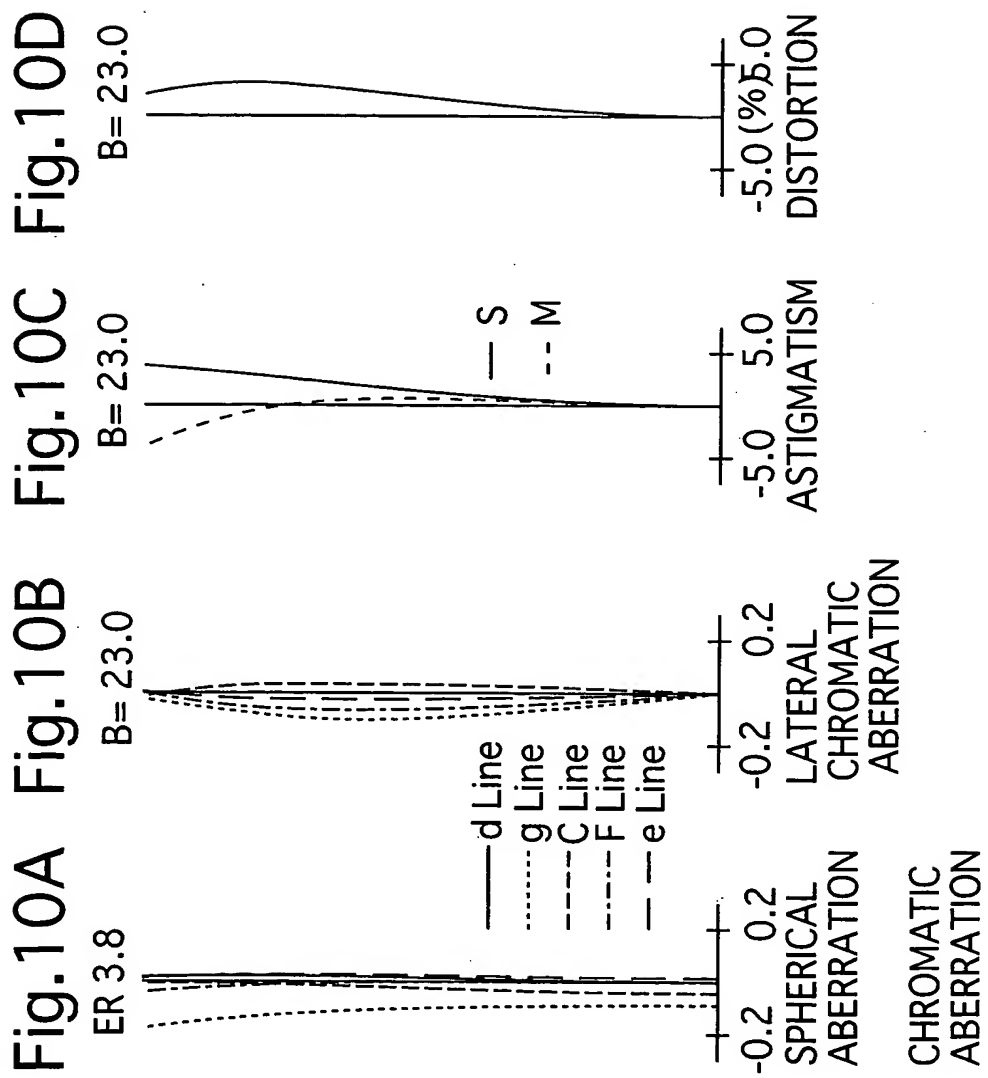 Fig.10A
ER 3.8
-0.2
0.2
SPHERICAL
ABERRATION
CHROMATIC
ABERRATION
d Line
g Line
C Line
F Line
e Line
Fig.10B
B= 23.0
-0.2
0.2
LATERAL
CHROMATIC
ABERRATION
Fig.10C
B= 23.0
S
M
-5.0
5.0
ASTIGMATISM
Fig.10D
B= 23.0
-5.0 (%) 5.0
DISTORTION